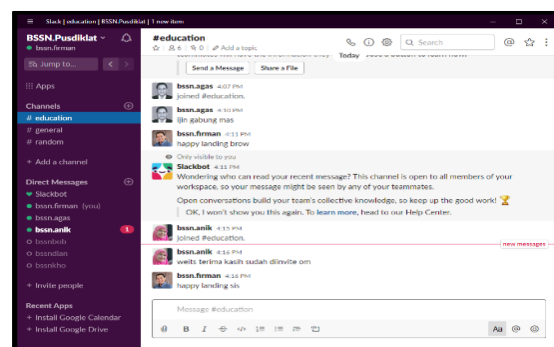 Slack | education | BSSN.Pusdiklat | 1 new item
BSSN.Pusdiklat
bssn.firman
Jump to...
Apps
Channels
# education
# general
# random
+ Add a channel
Direct Messages
Slackbot
bssn.firman (you)
bssn.agas
bssn.anik 1
bssnbob
bssndian
bssnkho
+ Invite people
Recent Apps
+ Install Google Calendar
+ Install Google Drive
#education
6 | 0 | Add a topic
Search
Today
Send a Message Share a File
bssn.agas 4:07 PM
joined #education.
bssn.agas 4:10 PM
ijin gabung mas
bssn.firman 4:11 PM
happy landing brow
Only visible to you
Slackbot 4:11 PM
Wondering who can read your recent message? This channel is open to all members of your
workspace, so your message might be seen by any of your teammates.
Open conversations build your team's collective knowledge, so keep up the good work!
OK, I won't show you this again. To learn more, head to our Help Center.
bssn.anik 4:15 PM
joined #education.
new messages
bssn.anik 4:16 PM
weits terima kasih sudah diinvite om
bssn.firman 4:16 PM
happy landing sis
Message #education
B I
Aa @